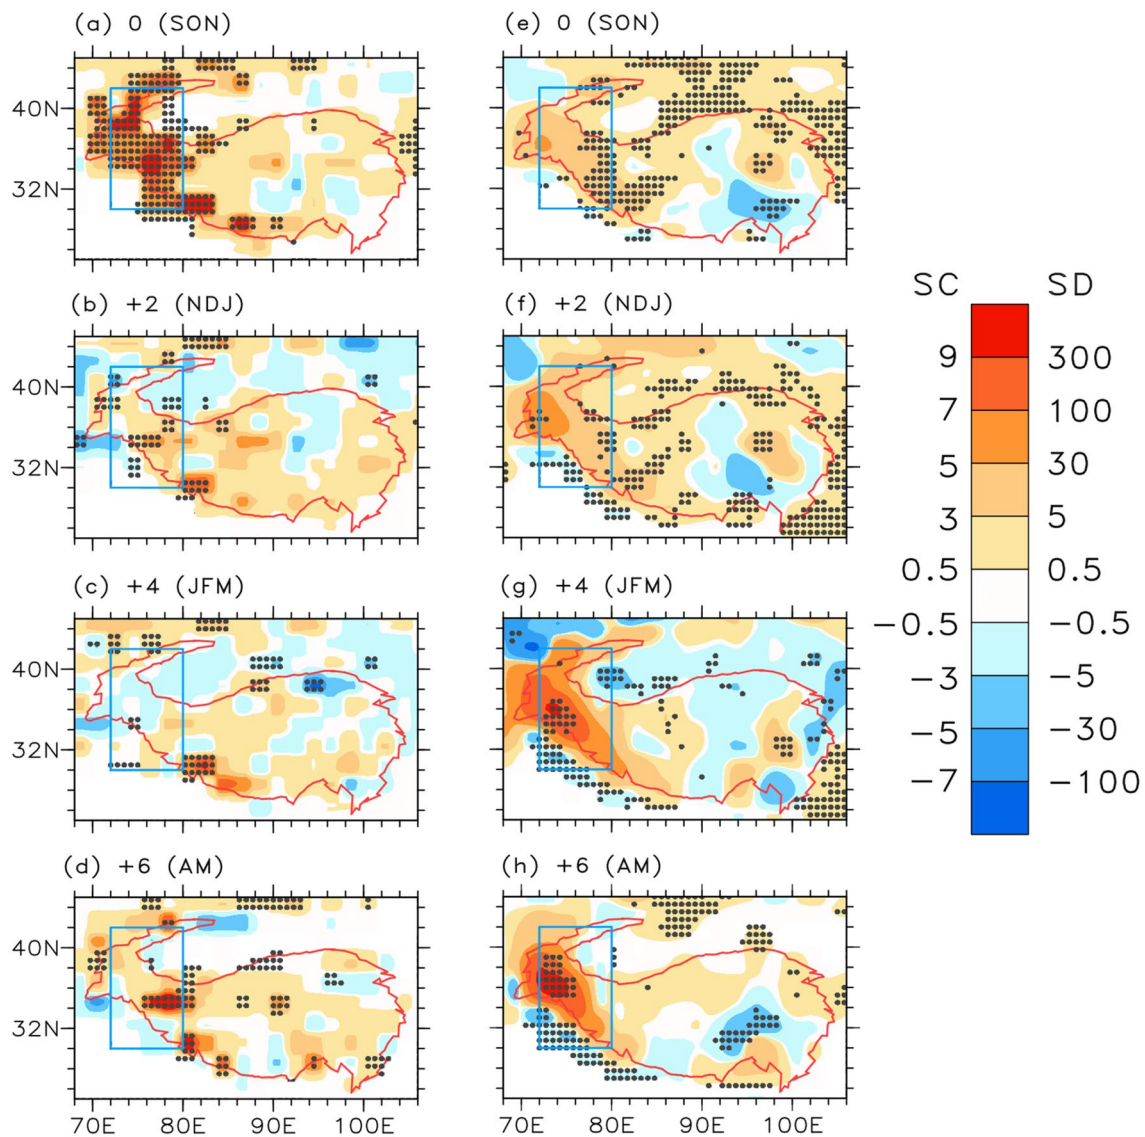 (a) 0 (SON)
(e) 0 (SON)
40N
32N
(b) +2 (NDJ)
(f) +2 (NDJ)
40N
32N
(c) +4 (JFM)
(g) +4 (JFM)
40N
32N
(d) +6 (AM)
(h) +6 (AM)
40N
32N
70E 80E 90E 100E
70E 80E 90E 100E
SC SD
9 300
7 100
5 30
3 5
0.5 0.5
−0.5 −0.5
−3 −5
−5 −30
−7 −100